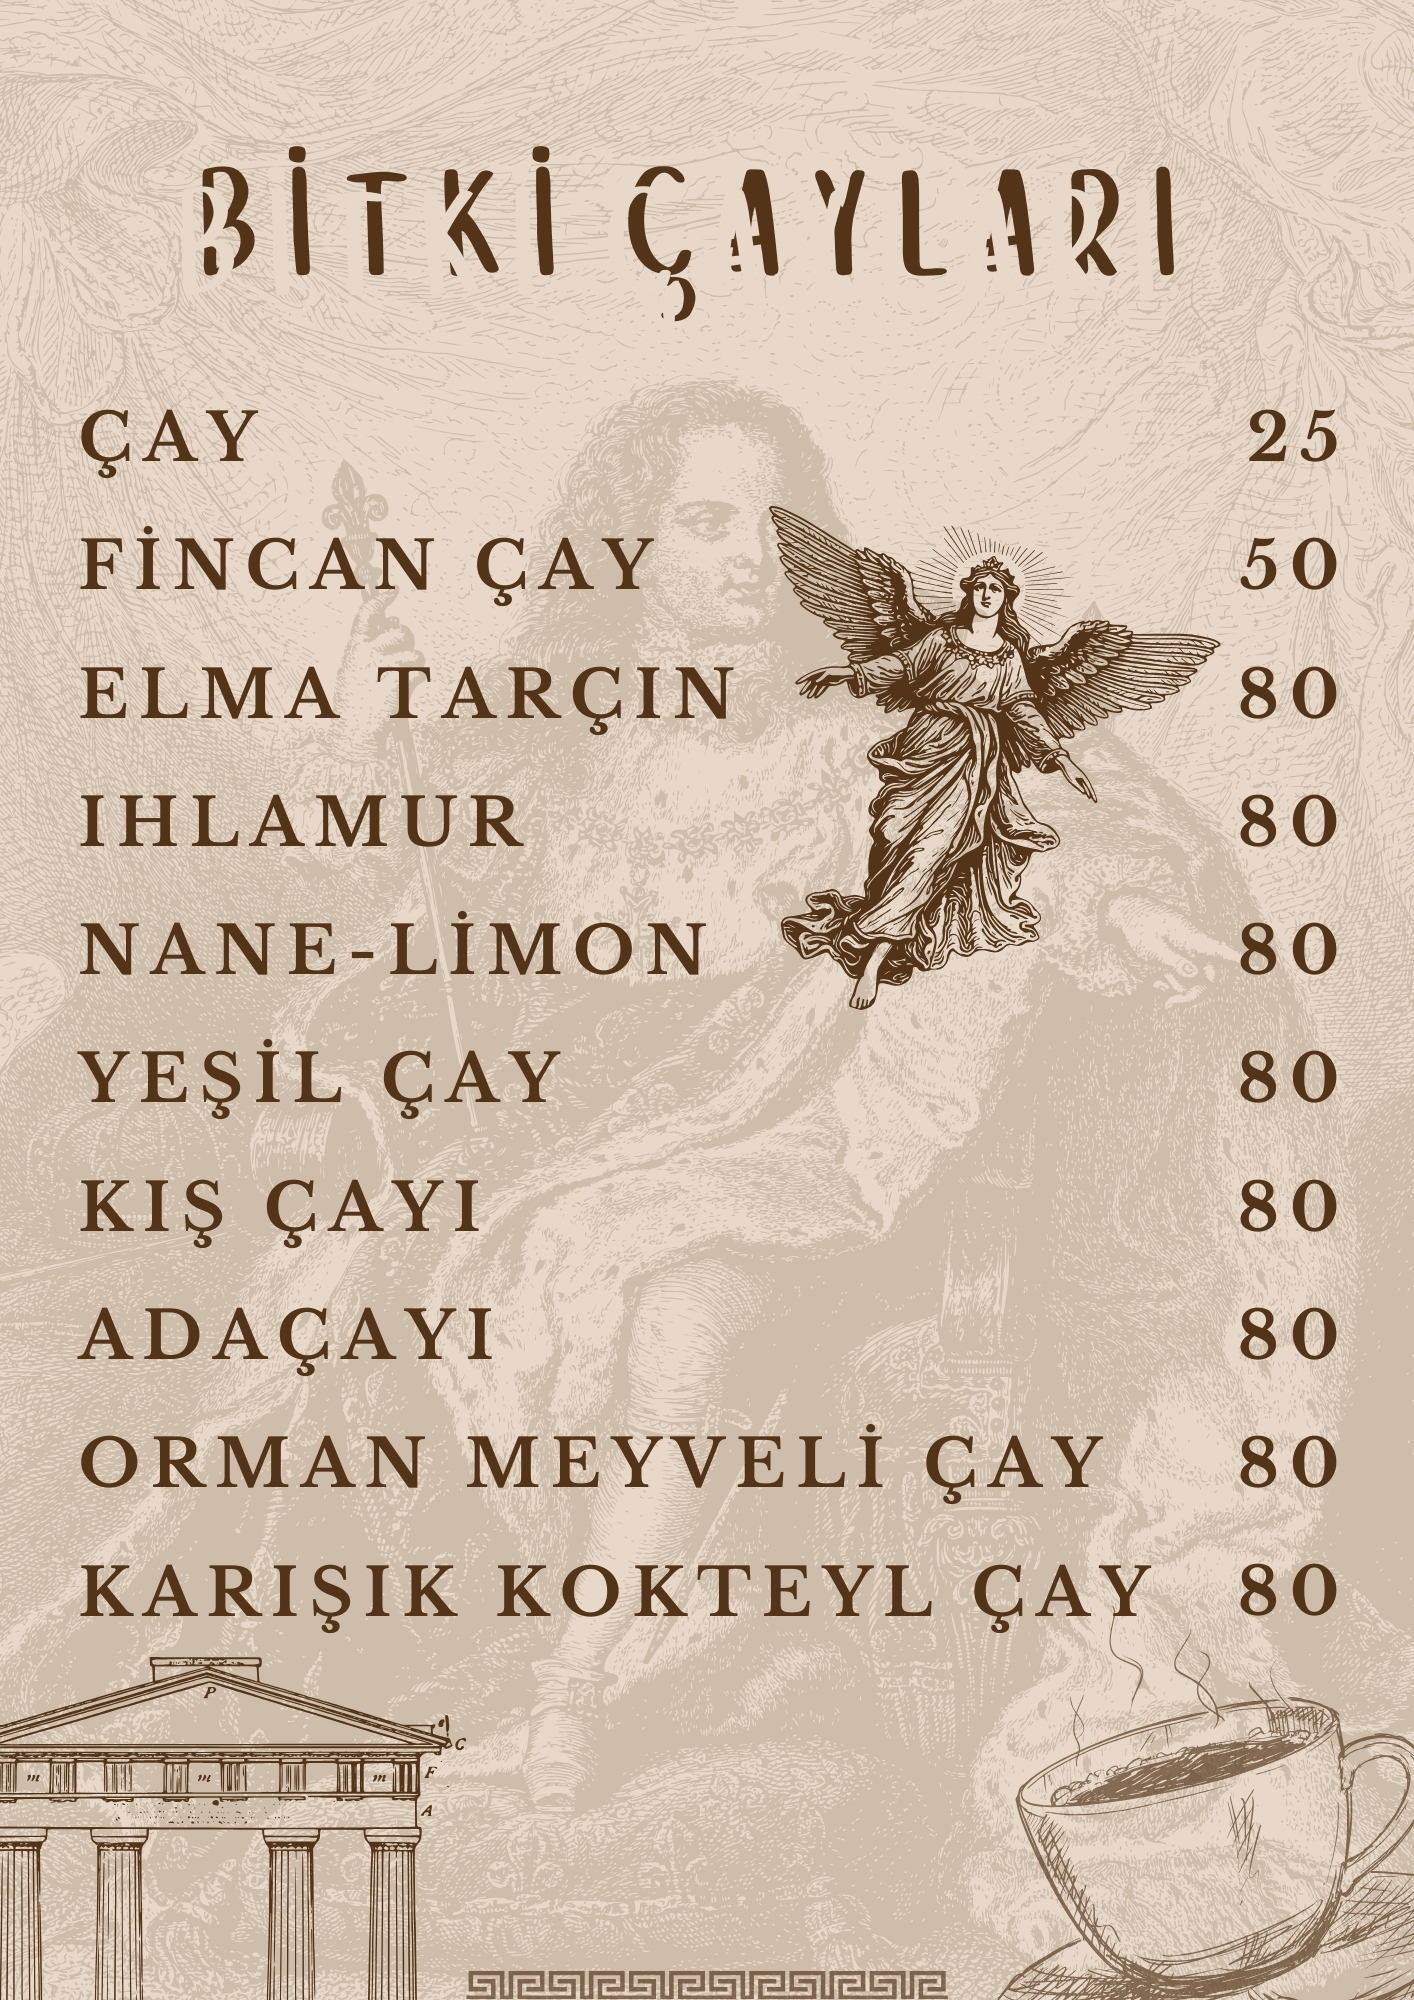 BİTKİ ÇAYLARI
ÇAY 25
FİNCAN ÇAY 50
ELMA TARÇIN 80
IHLAMUR 80
NANE-LİMON 80
YEŞİL ÇAY 80
KIŞ ÇAYI 80
ADAÇAYI 80
ORMAN MEYVELİ ÇAY 80
KARIŞIK KOKTEYL ÇAY 80
P
C
m m m F
A